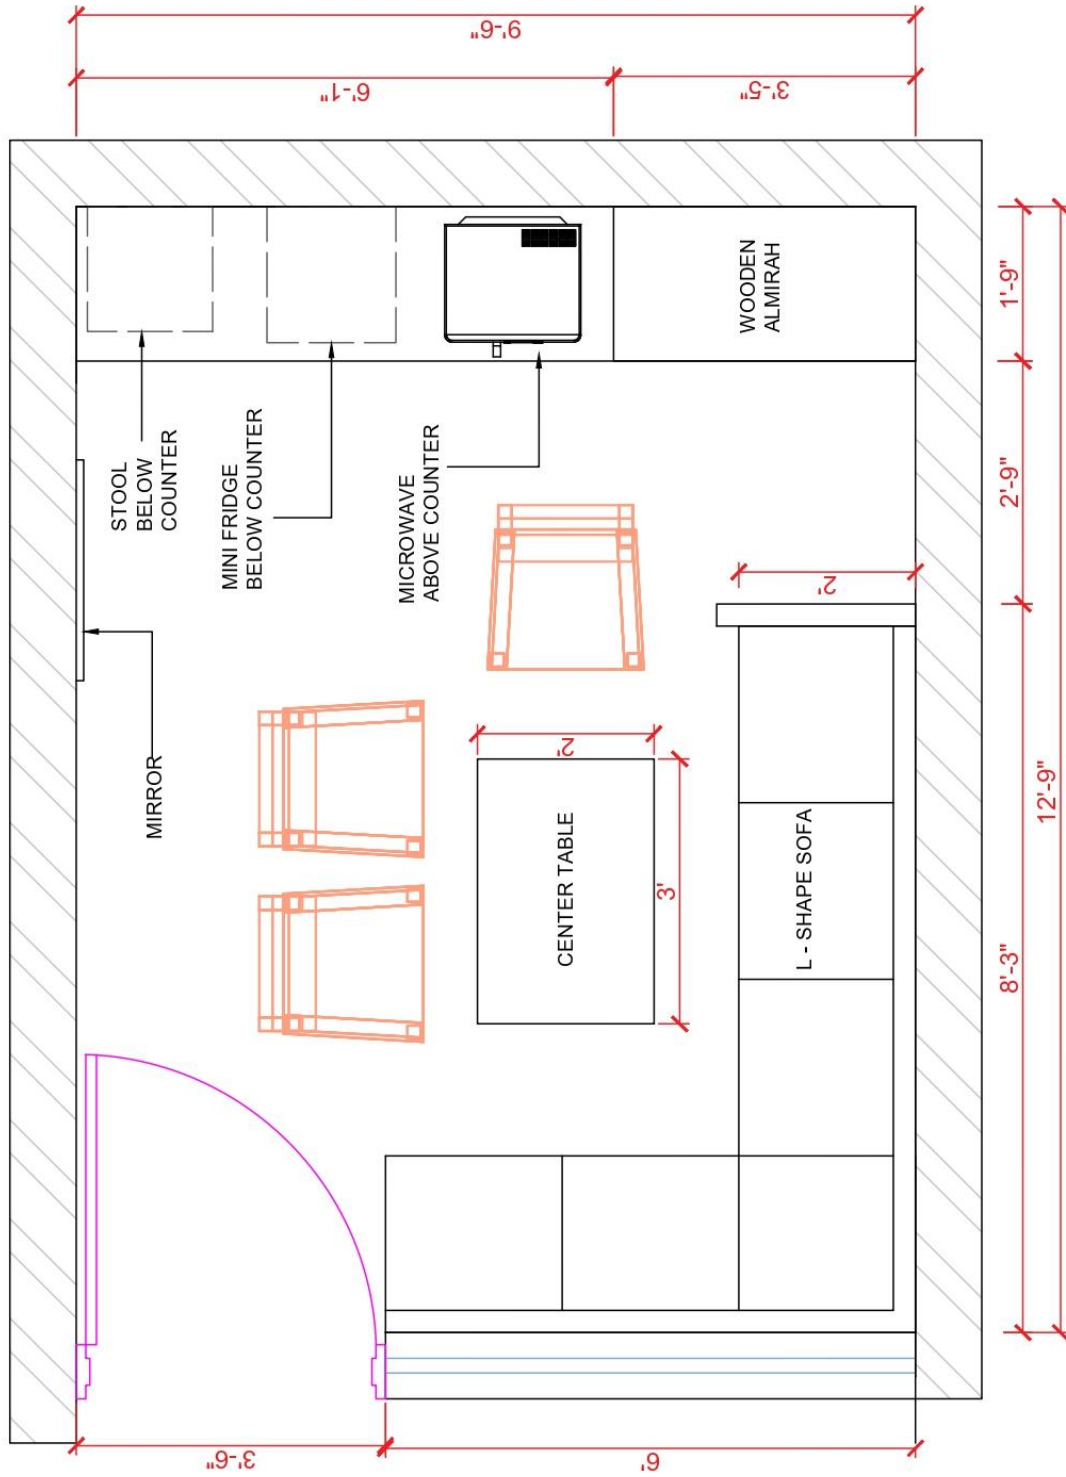 9'-6"
6'-1"
3'-5"
STOOL
BELOW
COUNTER
MINI FRIDGE
BELOW COUNTER
MICROWAVE
ABOVE COUNTER
WOODEN
ALMIRAH
1'-9"
2'-9"
2'
MIRROR
2'
CENTER TABLE
3'
L - SHAPE SOFA
8'-3"
12'-9"
3'-6"
6'